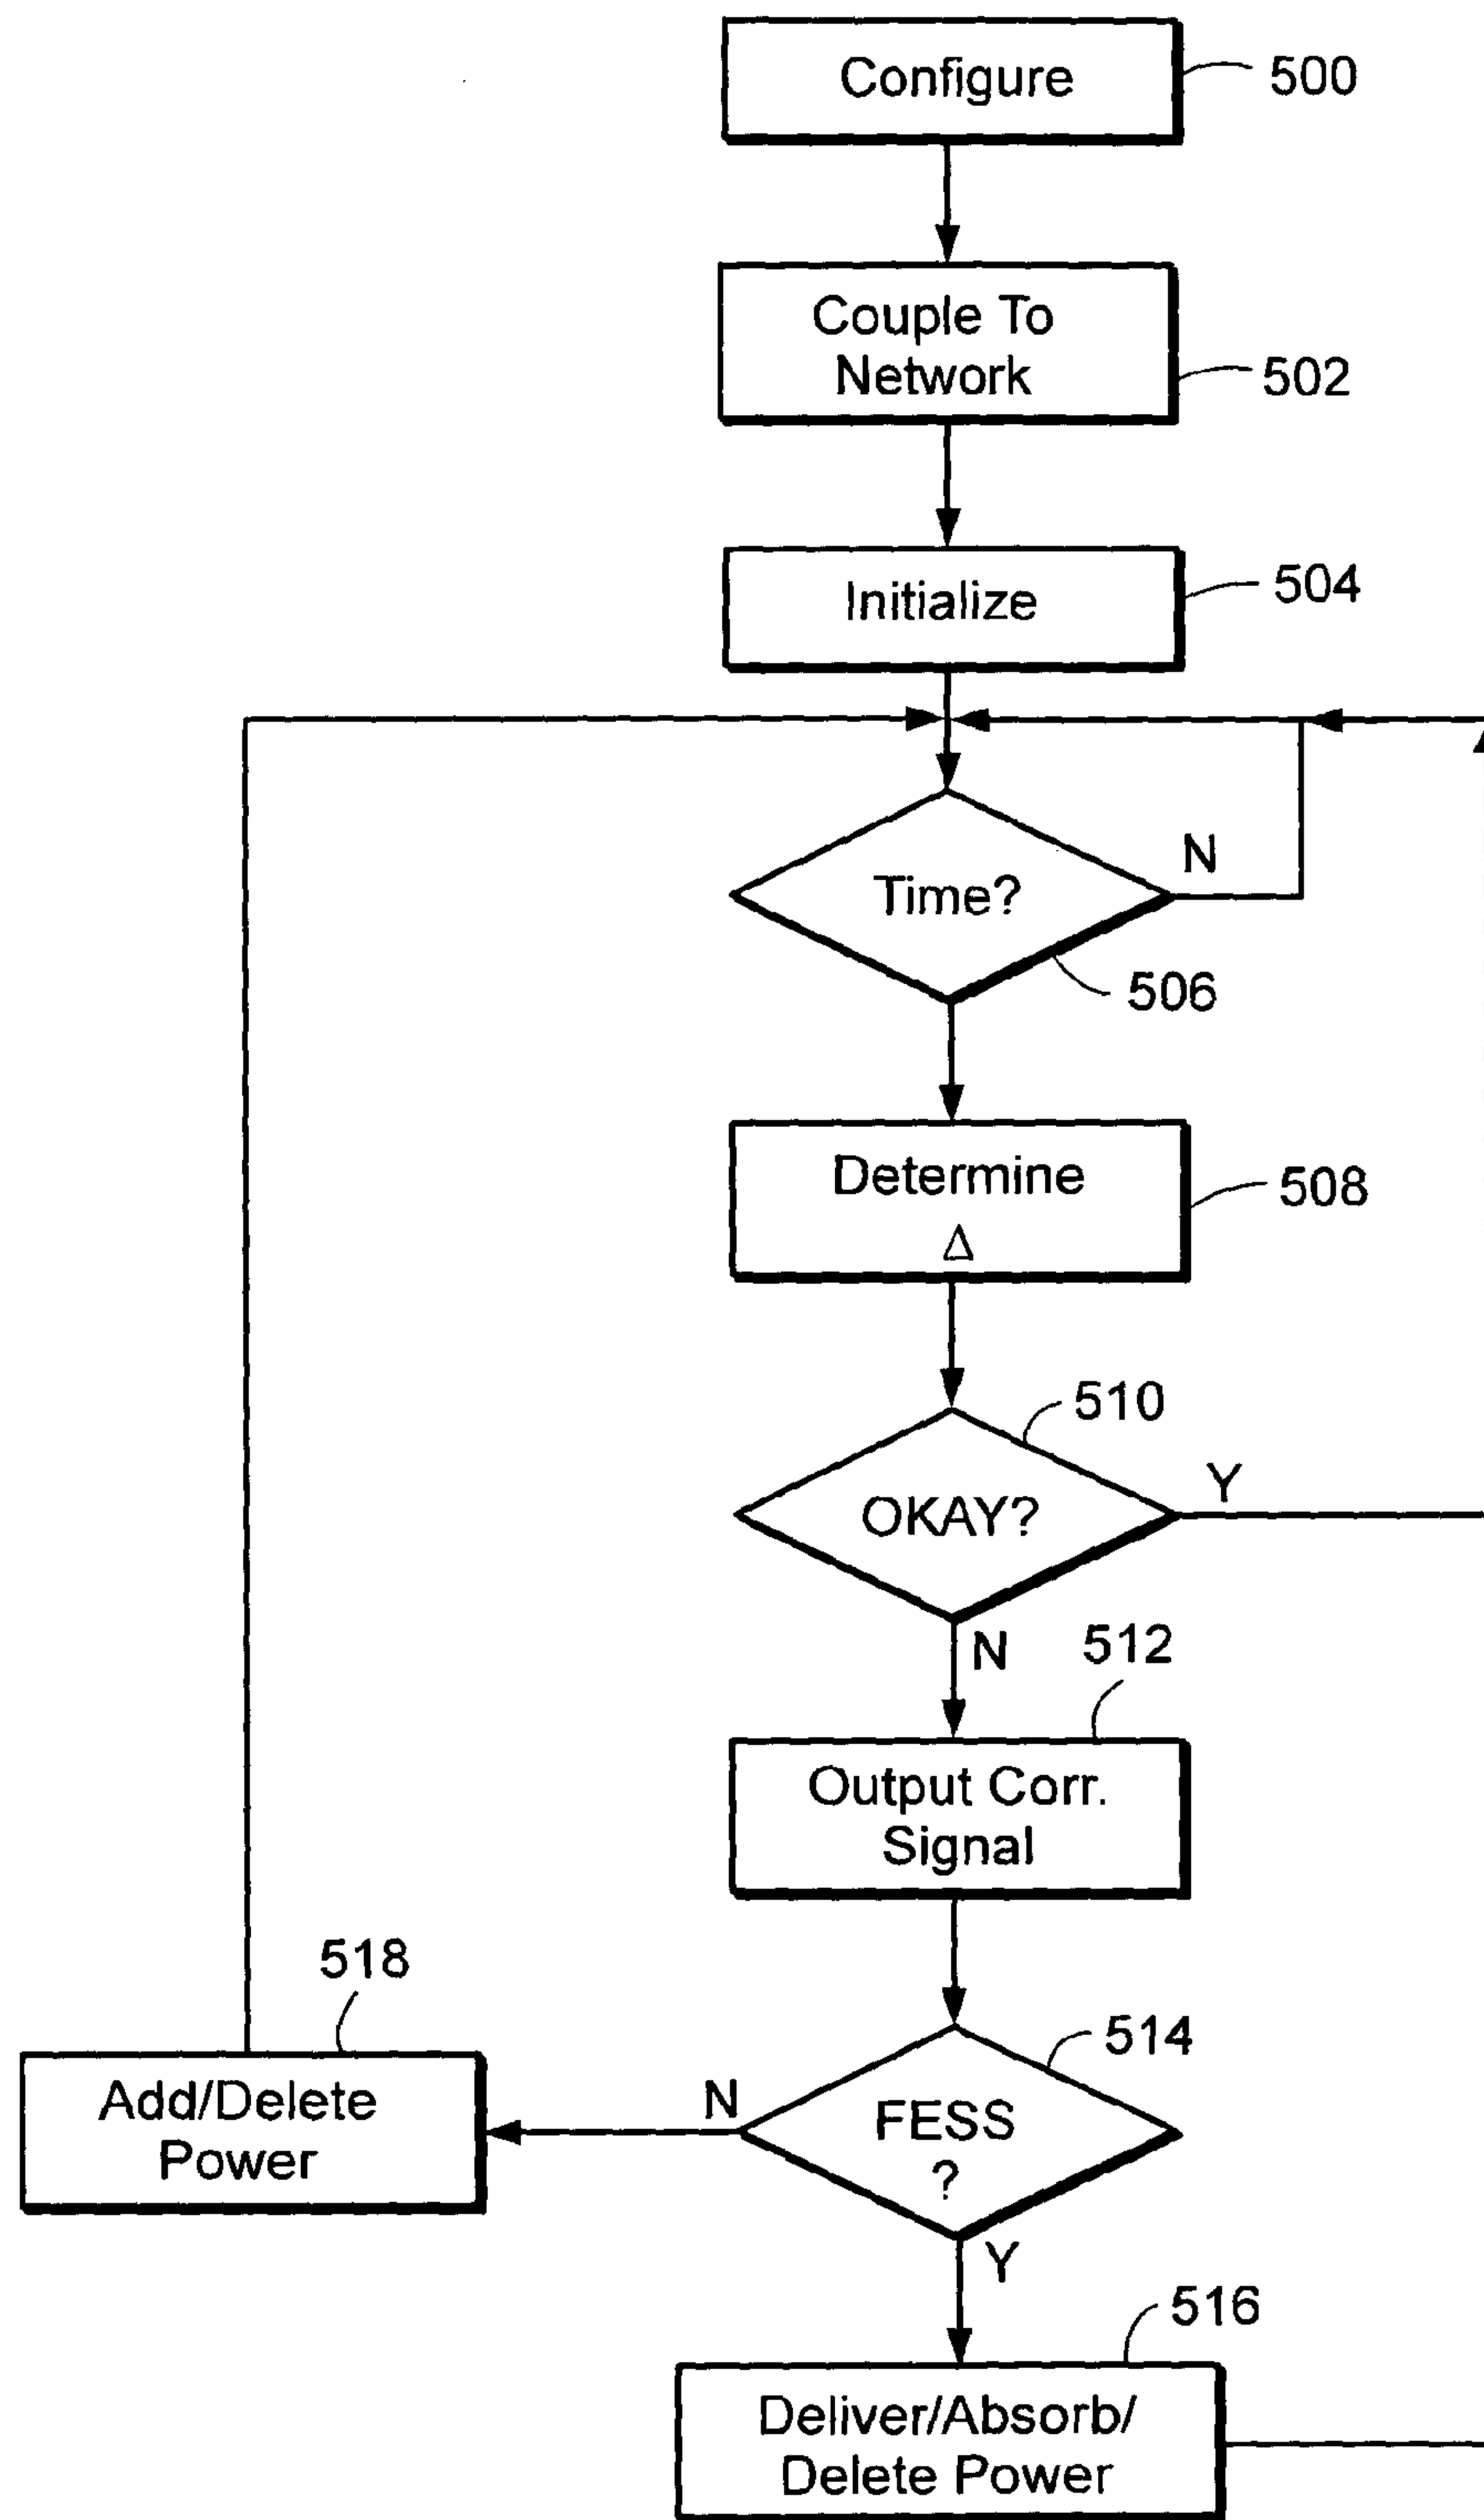 Configure
500
Couple To
Network
502
Initialize
504
Time?
N
506
Determine
Δ
508
510
OKAY?
Y
N
512
Output Corr.
Signal
518
514
Add/Delete
Power
N
FESS
?
Y
516
Deliver/Absorb/
Delete Power